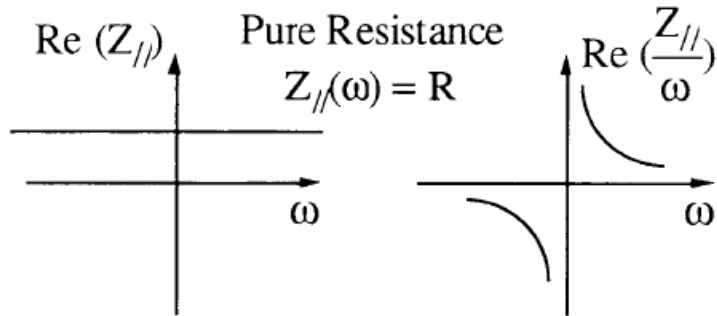 Re (Z//)
Pure Resistance
Z//(ω) = R
Re (Z///ω)
ω
ω